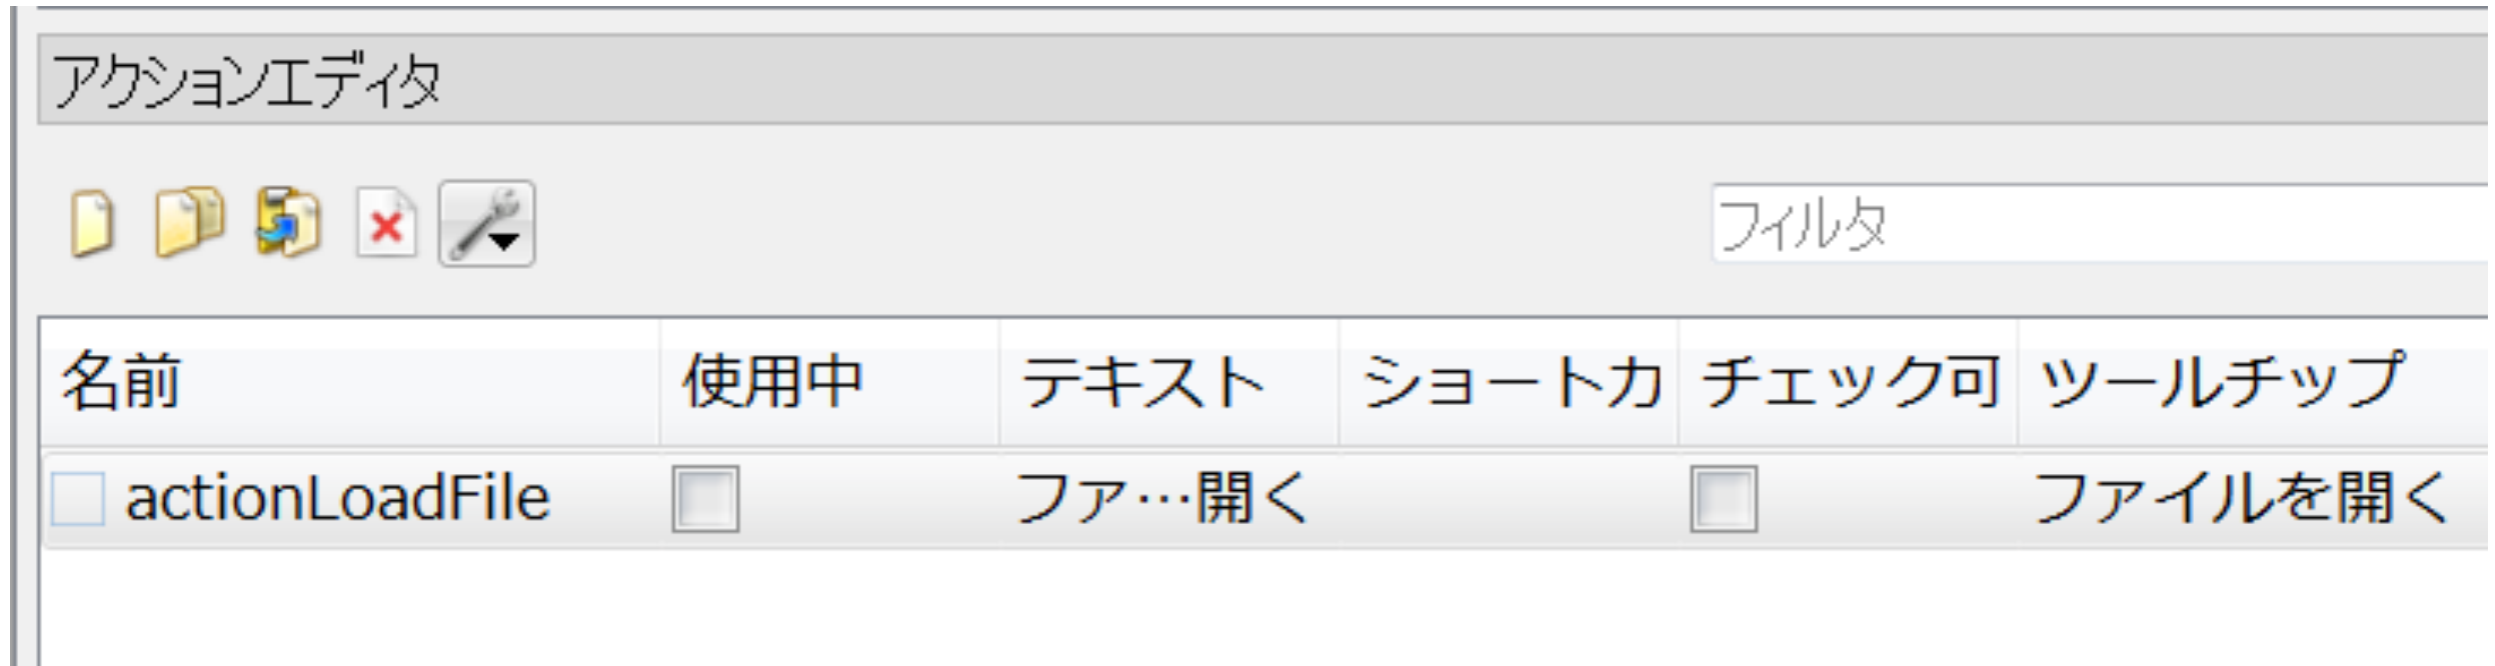 アクションエディタ
フィルタ
名前 使用中 テキスト ショートカ チェック可 ツールチップ
actionLoadFile ファ…開く ファイルを開く